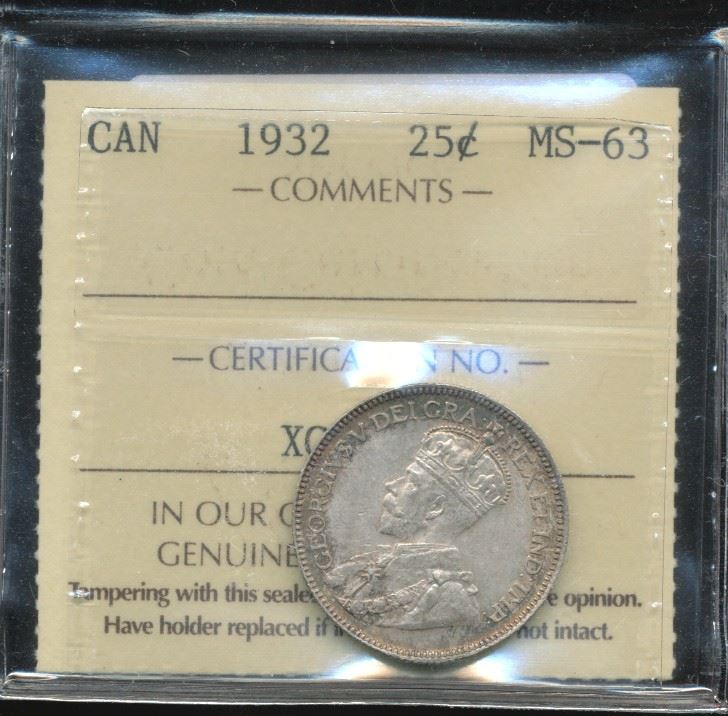 CAN 1932 25¢ MS-63
— COMMENTS —
— CERTIFICA N NO. —
XG
IN OUR
GENUINE
Tampering with this seale e opinion.
Have holder replaced if not intact.
GEORGIVS V DEI GRA: REX ET IND: IMP: